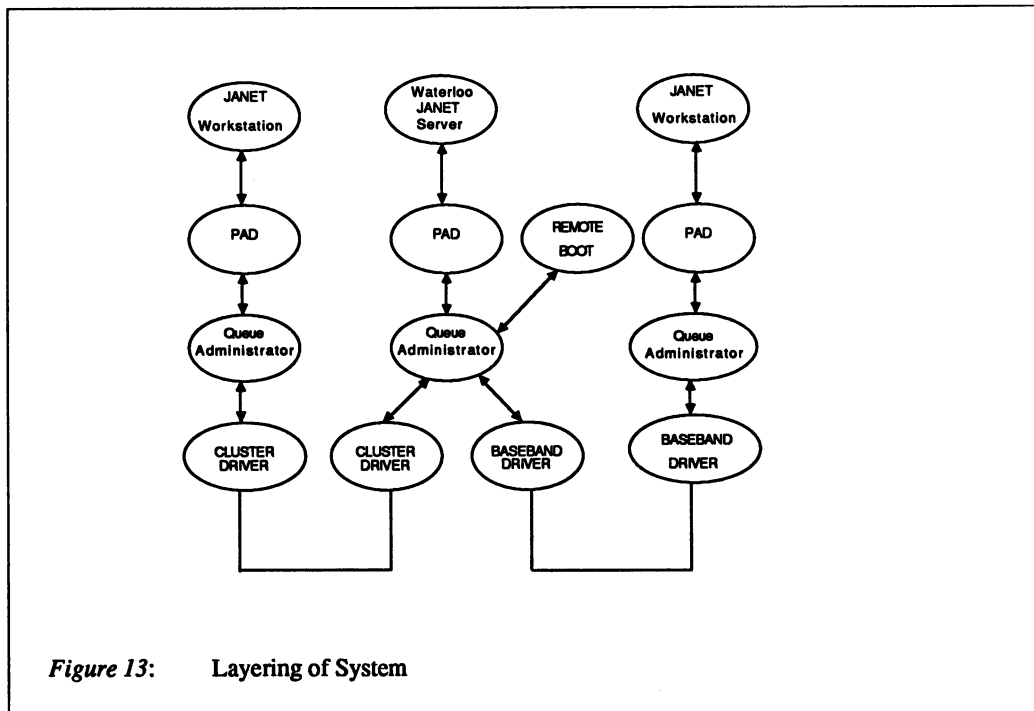 JANET
Workstation
Waterloo
JANET
Server
JANET
Workstation
PAD
PAD
REMOTE
BOOT
PAD
Queue
Administrator
Queue
Administrator
Queue
Administrator
CLUSTER
DRIVER
CLUSTER
DRIVER
BASEBAND
DRIVER
BASEBAND
DRIVER
Figure 13: Layering of System